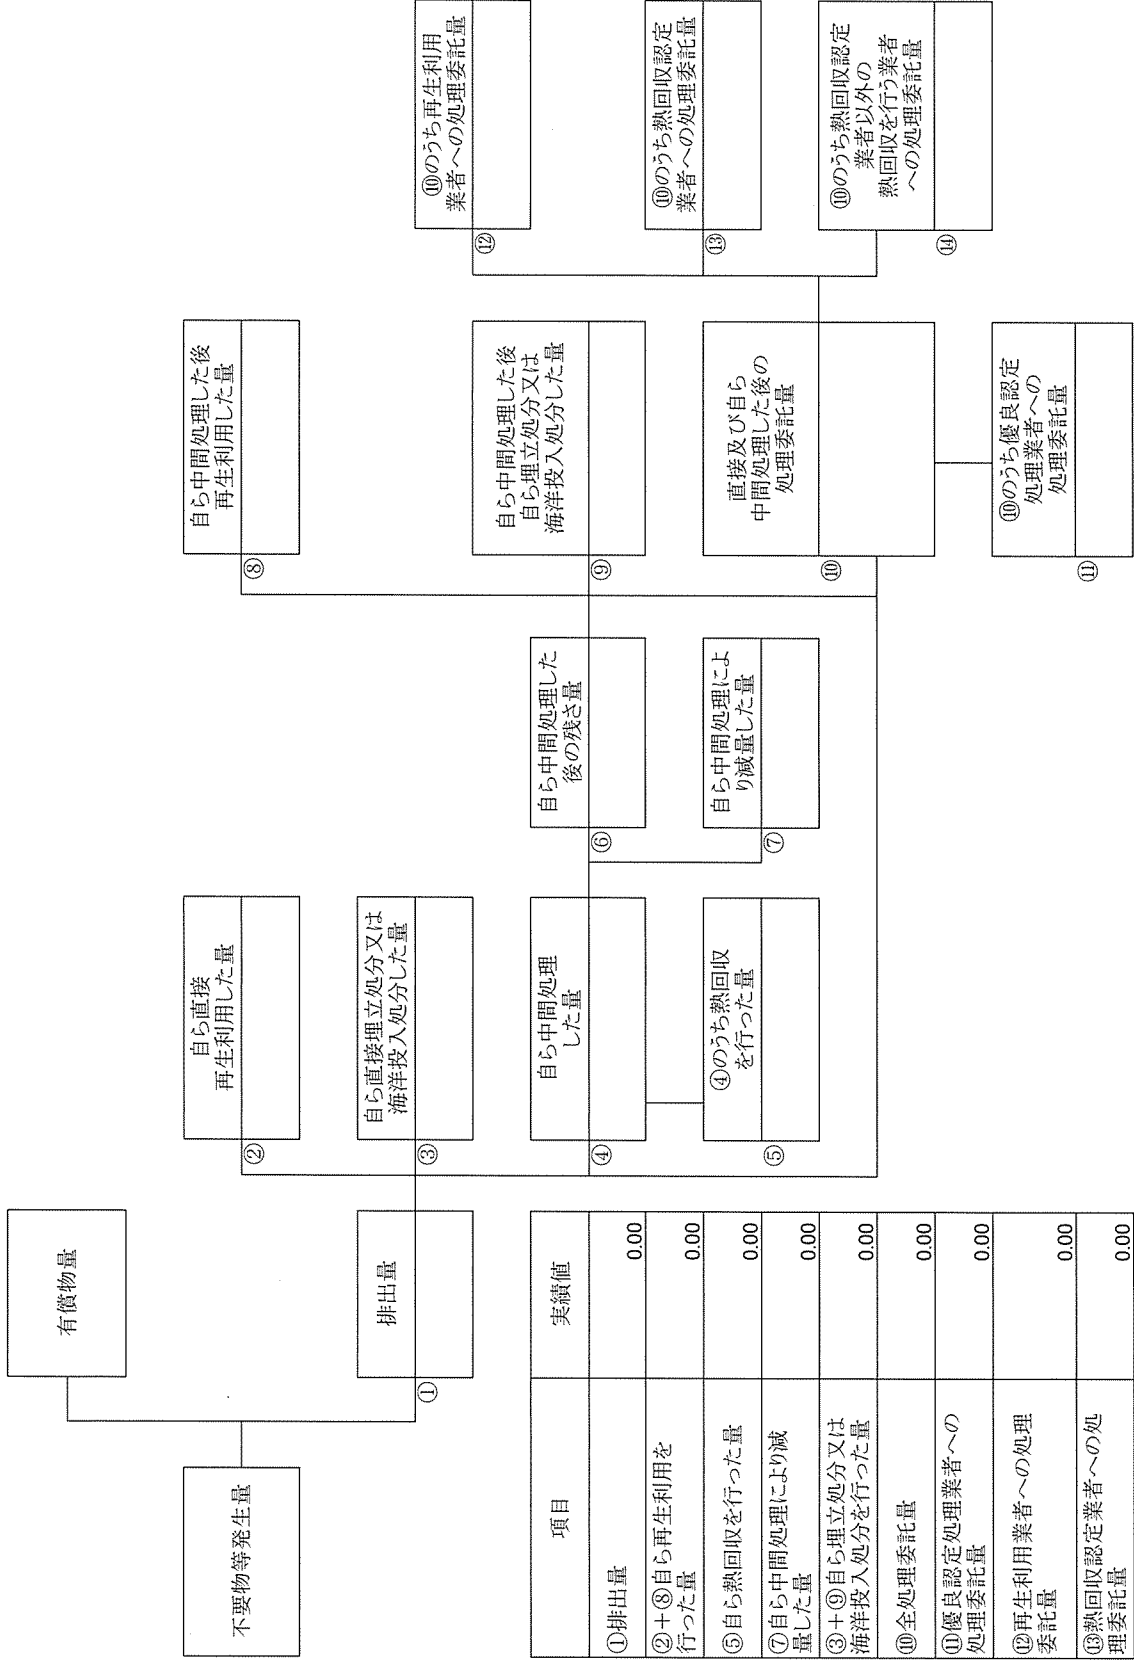 不要物等発生量
有償物量
排出量
①
自ら直接
再生利用した量
②
自ら直接埋立処分又は
海洋投入処分した量
③
自ら中間処理
した量
④
④のうち熱回収
を行った量
⑤
自ら中間処理した
後の残さ量
⑥
自ら中間処理によ
り減量した量
⑦
自ら中間処理した後
再生利用した量
⑧
自ら中間処理した後
自ら埋立処分又は
海洋投入処分した量
⑨
直接及び自ら
中間処理した後の
処理委託量
⑩
⑩のうち優良認定
処理業者への
処理委託量
⑪
⑩のうち再生利用
業者への処理委託量
⑫
⑩のうち熱回収認定
業者への処理委託量
⑬
⑩のうち熱回収認定
業者以外の
熱回収を行う業者
への処理委託量
⑭
項目 実績値
①排出量 0.00
②+⑧自ら再生利用を
行った量 0.00
⑤自ら熱回収を行った量 0.00
⑦自ら中間処理により減
量した量 0.00
③+⑨自ら埋立処分又は
海洋投入処分を行った量 0.00
⑩全処理委託量 0.00
⑪優良認定処理業者への
処理委託量 0.00
⑫再生利用業者への処理
委託量 0.00
⑬熱回収認定業者への処
理委託量 0.00